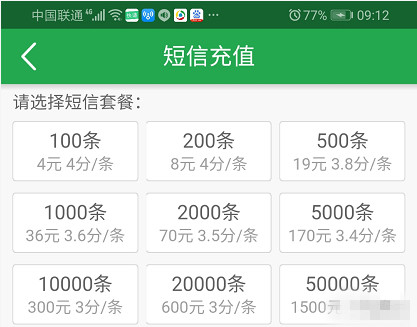 中国联通 4G 77% 09:12
短信充值
请选择短信套餐：
100条 200条 500条
4元 4分/条 8元 4分/条 19元 3.8分/条
1000条 2000条 5000条
36元 3.6分/条 70元 3.5分/条 170元 3.4分/条
10000条 20000条 50000条
300元 3分/条 600元 3分/条 1500元